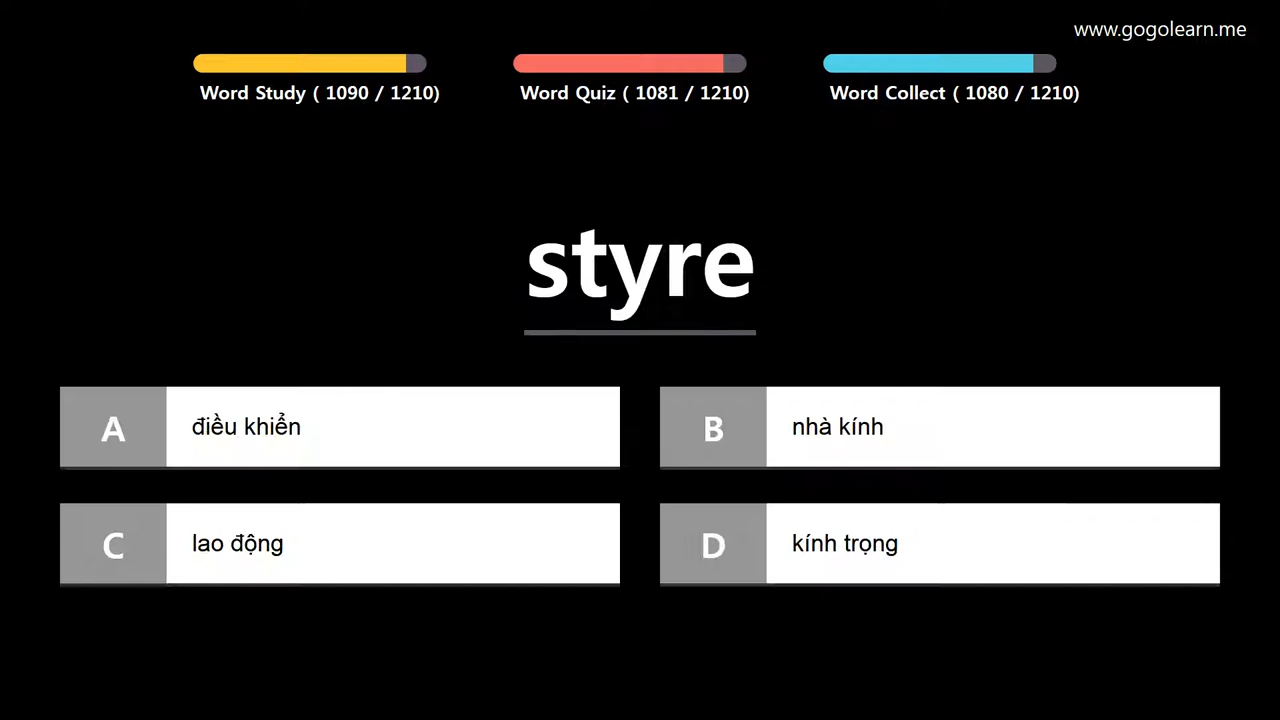 www.gogolearn.me
Word Study ( 1090 / 1210)
Word Quiz ( 1081 / 1210)
Word Collect ( 1080 / 1210)
styre
A điều khiển
B nhà kính
C lao động
D kính trọng